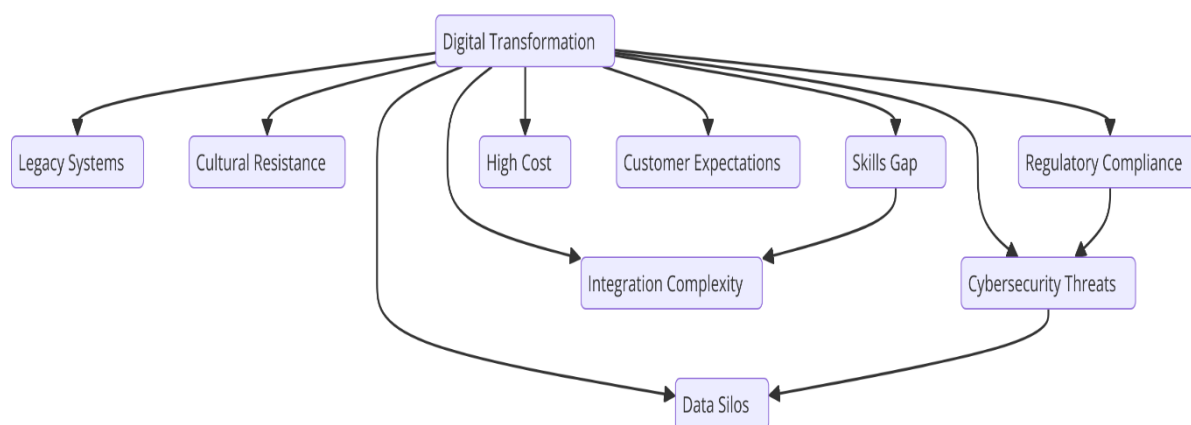 Digital Transformation
Legacy Systems
Cultural Resistance
High Cost
Customer Expectations
Skills Gap
Regulatory Compliance
Integration Complexity
Cybersecurity Threats
Data Silos